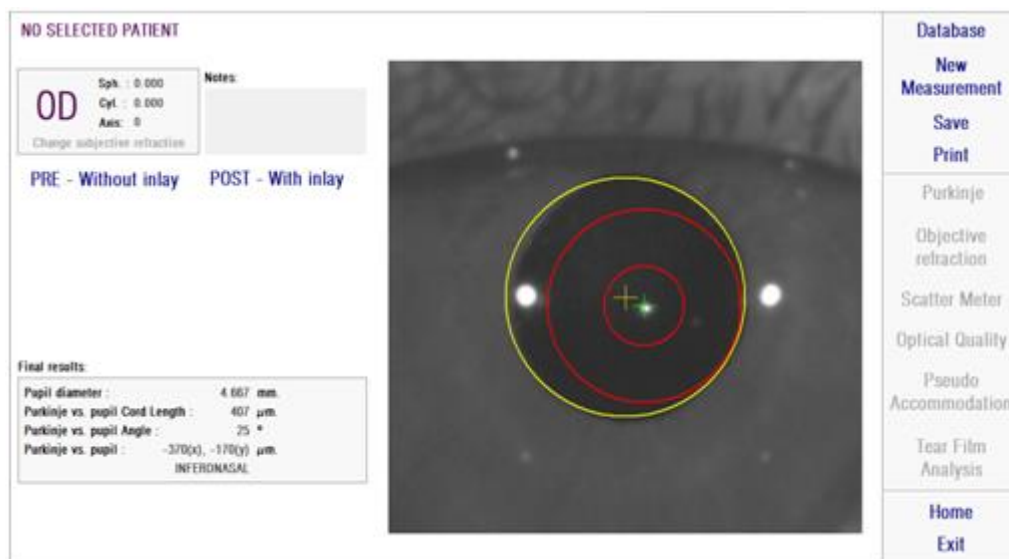 NO SELECTED PATIENT
OD
Sph. : 0.000
Cyl. : 0.000
Axis: 0
Change subjective refraction
Notes:
PRE - Without inlay
POST - With inlay
Final results:
Pupil diameter : 4.667 mm.
Purkinje vs. pupil Cord Length : 407 µm.
Purkinje vs. pupil Angle : 25 °
Purkinje vs. pupil : -370(x), -170(y) µm.
INFERONASAL
Database
New
Measurement
Save
Print
Purkinje
Objective
refraction
Scatter Meter
Optical Quality
Pseudo
Accommodation
Tear Film
Analysis
Home
Exit